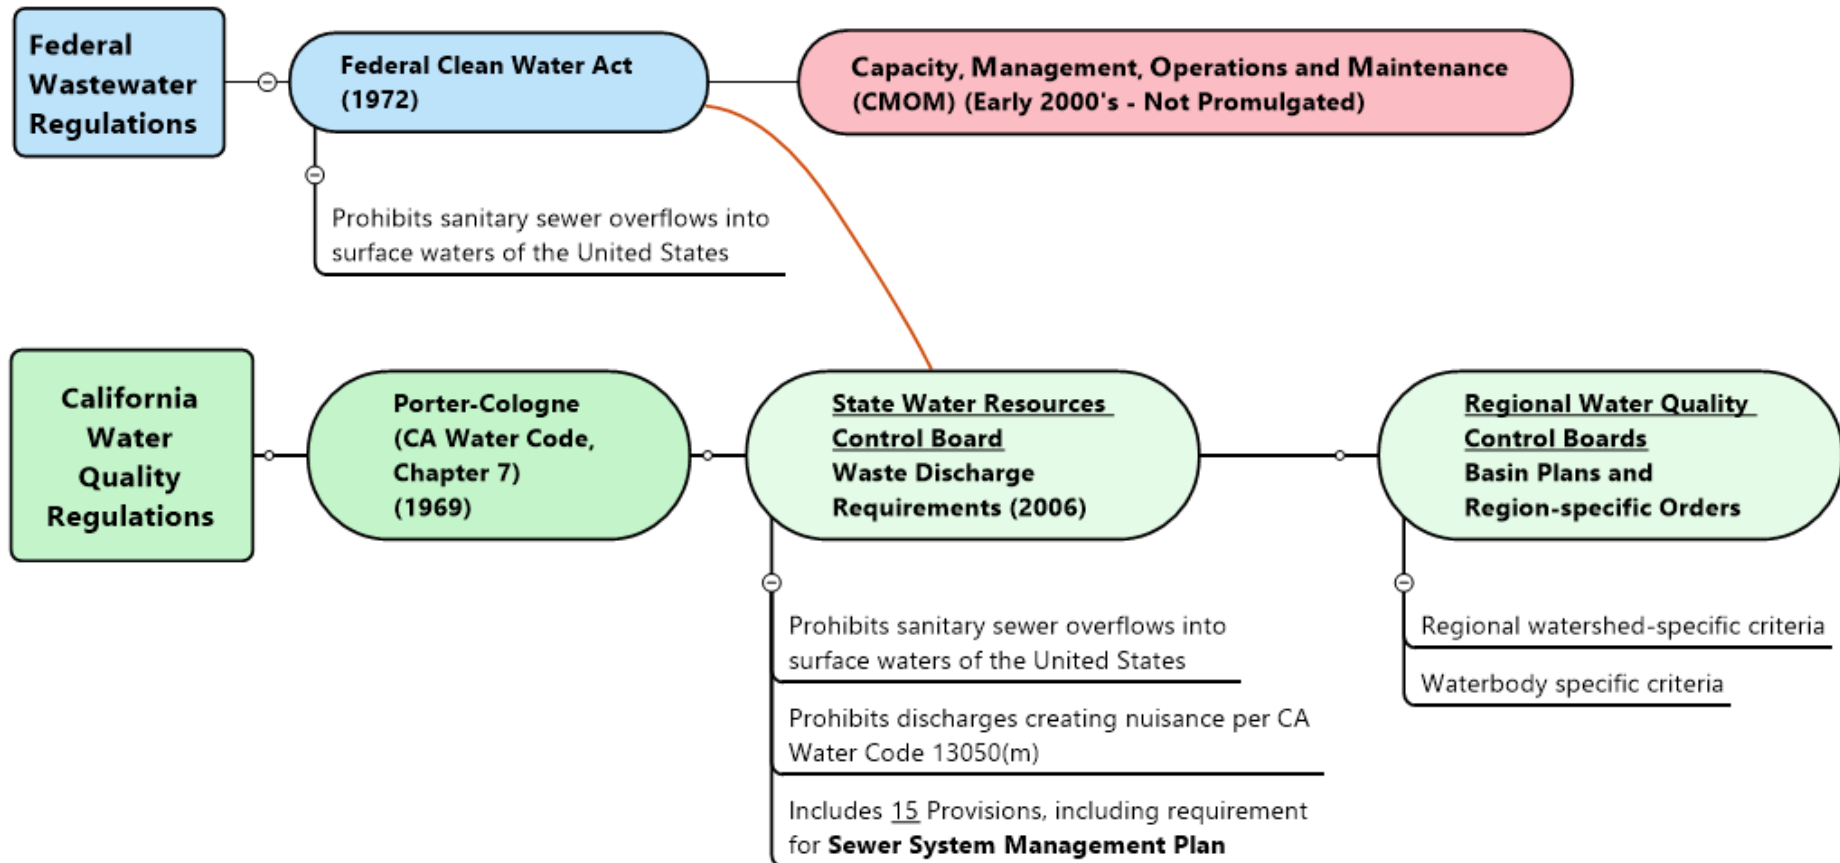 Federal
Wastewater
Regulations
Federal Clean Water Act
(1972)
Capacity, Management, Operations and Maintenance
(CMOM) (Early 2000's - Not Promulgated)
Prohibits sanitary sewer overflows into
surface waters of the United States
California
Water
Quality
Regulations
Porter-Cologne
(CA Water Code,
Chapter 7)
(1969)
State Water Resources
Control Board
Waste Discharge
Requirements (2006)
Regional Water Quality
Control Boards
Basin Plans and
Region-specific Orders
Prohibits sanitary sewer overflows into
surface waters of the United States
Prohibits discharges creating nuisance per CA
Water Code 13050(m)
Includes 15 Provisions, including requirement
for Sewer System Management Plan
Regional watershed-specific criteria
Waterbody specific criteria